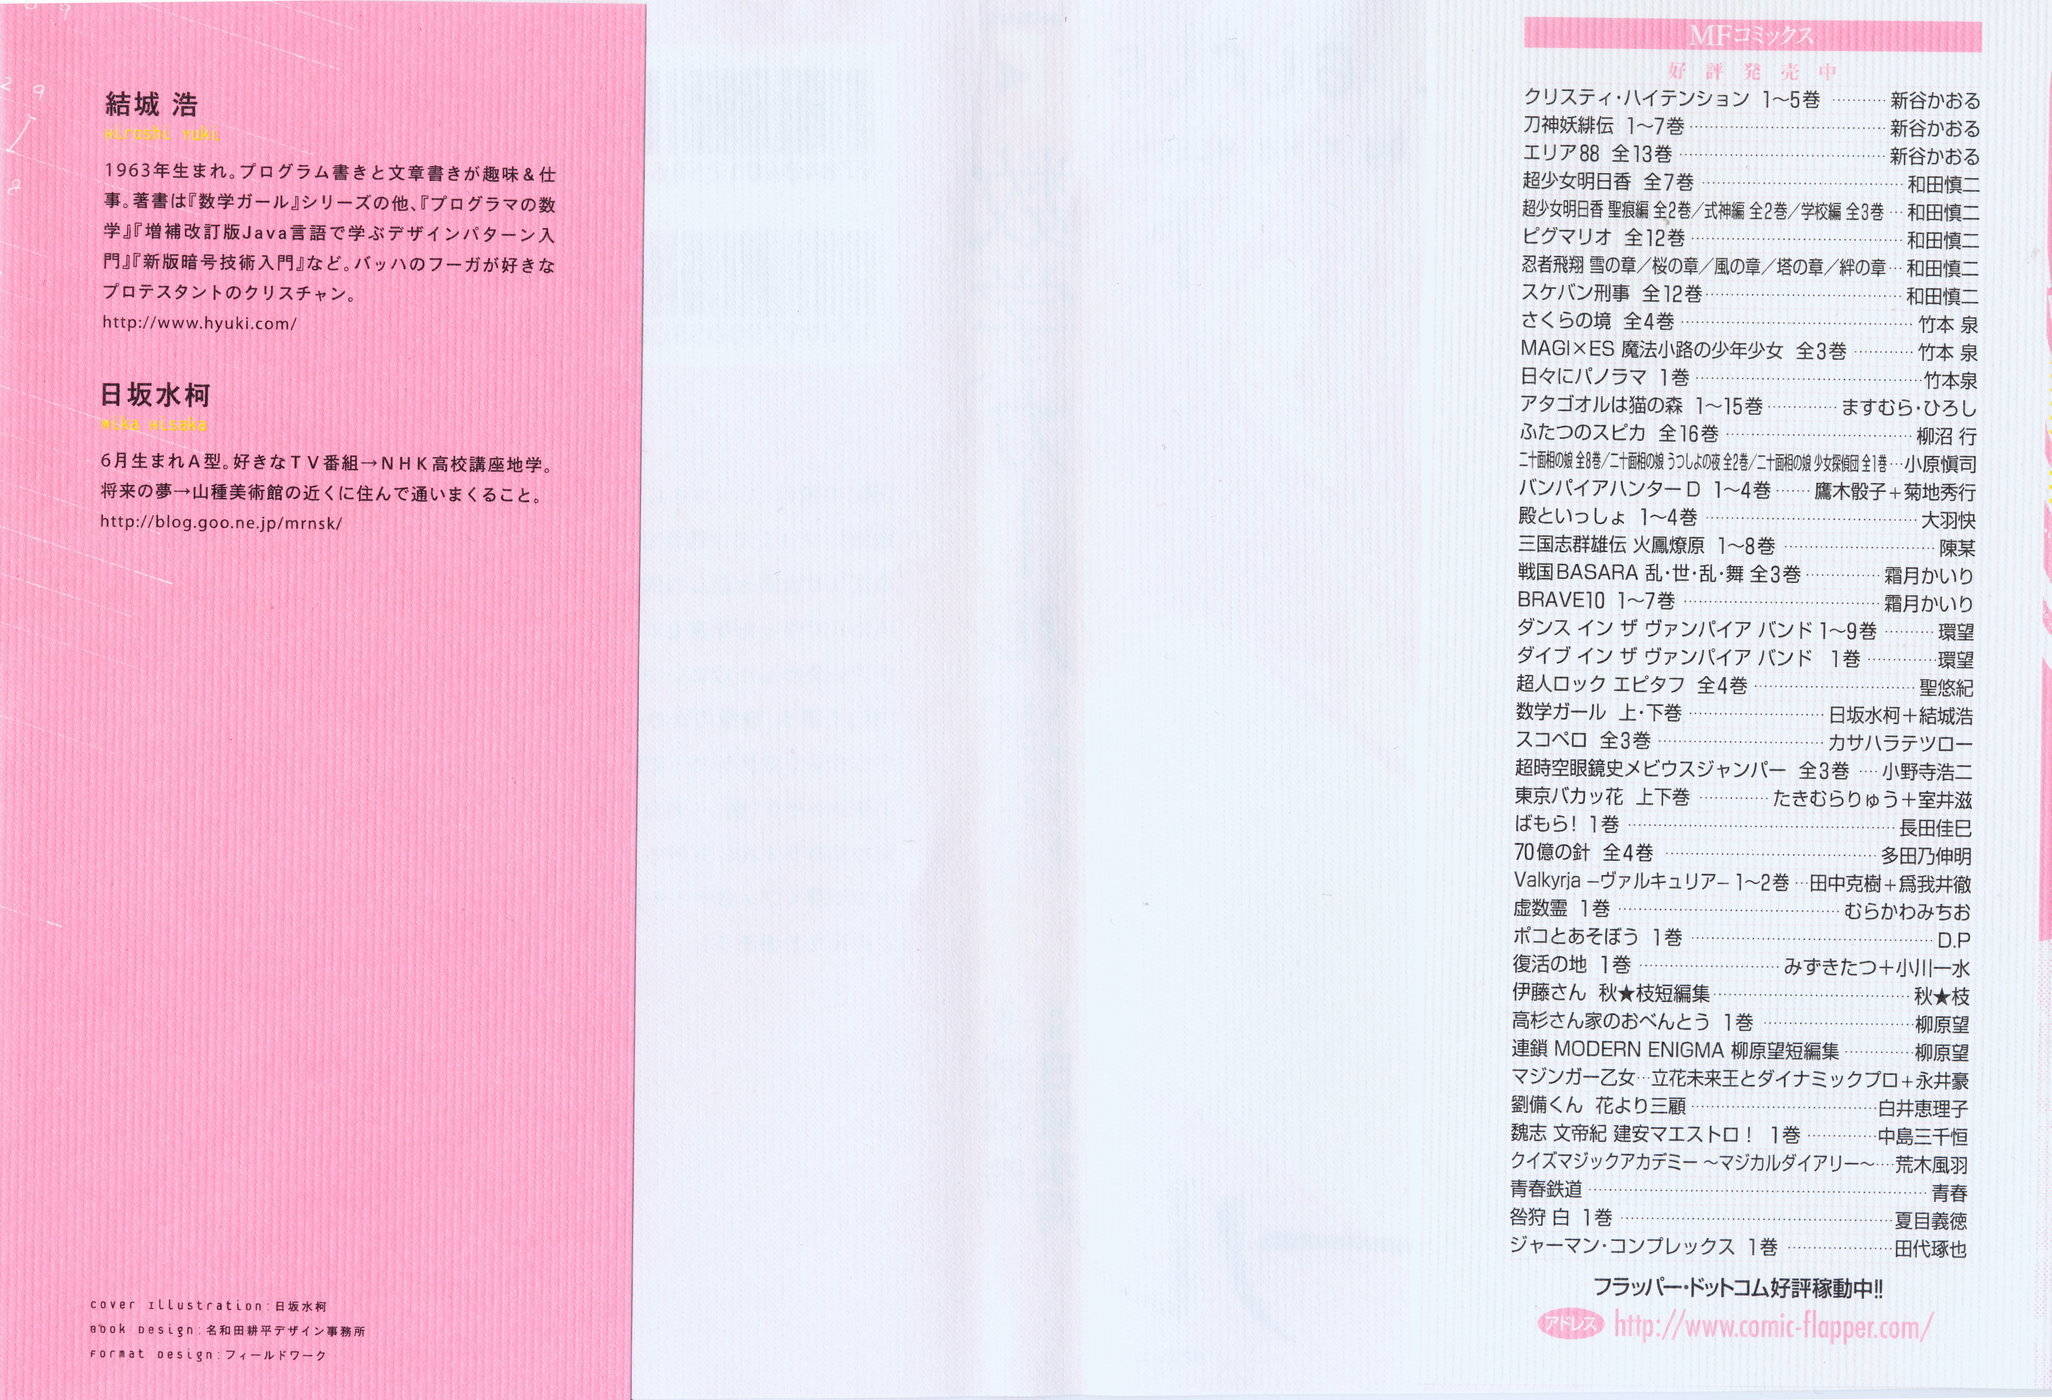 結城 浩
Hiroshi Yuki
1963年生まれ。プログラム書きと文章書きが趣味&仕
事。著書は『数学ガール』シリーズの他、『プログラマの数
学』『増補改訂版Java言語で学ぶデザインパターン入
門』『新版暗号技術入門』など。バッハのフーガが好きな
プロテスタントのクリスチャン。
http://www.hyuki.com/
日坂水柯
Mika Hisaka
6月生まれA型。好きなTV番組→NHK高校講座地学。
将来の夢→山種美術館の近くに住んで通いまくること。
http://blog.goo.ne.jp/mrnsk/
cover Illustration:日坂水柯
Book Design:名和田耕平デザイン事務所
Format Design:フィールドワーク
MFコミックス
好評発売中
クリスティ・ハイテンション 1〜5巻 ………… 新谷かおる
刀神妖緋伝 1〜7巻 ………… 新谷かおる
エリア88 全13巻 ………… 新谷かおる
超少女明日香 全7巻 ………… 和田慎二
超少女明日香 聖痕編 全2巻/式神編 全2巻/学校編 全3巻 … 和田慎二
ピグマリオ 全12巻 ………… 和田慎二
忍者飛翔 雪の章/桜の章/風の章/塔の章/絆の章 … 和田慎二
スケバン刑事 全12巻 ………… 和田慎二
さくらの境 全4巻 ………… 竹本 泉
MAGI×ES 魔法小路の少年少女 全3巻 ………… 竹本 泉
日々にパノラマ 1巻 ………… 竹本泉
アタゴオルは猫の森 1〜15巻 ………… ますむら・ひろし
ふたつのスピカ 全16巻 ………… 柳沼 行
二十面相の娘 全8巻/二十面相の娘 うつしよの夜 全2巻/二十面相の娘 少女探偵団 全1巻 … 小原愼司
バンパイアハンターD 1〜4巻 …… 鷹木骰子+菊地秀行
殿といっしょ 1〜4巻 ………… 大羽快
三国志群雄伝 火鳳燎原 1〜8巻 ………… 陳某
戦国BASARA 乱・世・乱・舞 全3巻 ………… 霜月かいり
BRAVE10 1〜7巻 ………… 霜月かいり
ダンス イン ザ ヴァンパイア バンド 1〜9巻 ………… 環望
ダイブ イン ザ ヴァンパイア バンド 1巻 ………… 環望
超人ロック エピタフ 全4巻 ………… 聖悠紀
数学ガール 上・下巻 ………… 日坂水柯+結城浩
スコペロ 全3巻 ………… カサハラテツロー
超時空眼鏡史メビウスジャンパー 全3巻 …… 小野寺浩二
東京バカッ花 上下巻 ………… たきむらりゅう+室井滋
ばもら! 1巻 ………… 長田佳巳
70億の針 全4巻 ………… 多田乃伸明
Valkyrja –ヴァルキュリア– 1〜2巻 … 田中克樹+爲我井徹
虚数霊 1巻 ………… むらかわみちお
ポコとあそぼう 1巻 ………… D.P
復活の地 1巻 ………… みずきたつ+小川一水
伊藤さん 秋★枝短編集 ………… 秋★枝
高杉さん家のおべんとう 1巻 ………… 柳原望
連鎖 MODERN ENIGMA 柳原望短編集 ………… 柳原望
マジンガー乙女 … 立花未来王とダイナミックプロ+永井豪
劉備くん 花より三顧 ………… 白井恵理子
魏志 文帝紀 建安マエストロ! 1巻 ………… 中島三千恒
クイズマジックアカデミー 〜マジカルダイアリー〜 …… 荒木風羽
青春鉄道 ………… 青春
咎狩 白 1巻 ………… 夏目義徳
ジャーマン・コンプレックス 1巻 ………… 田代琢也
フラッパー・ドットコム好評稼動中!!
アドレス http://www.comic-flapper.com/